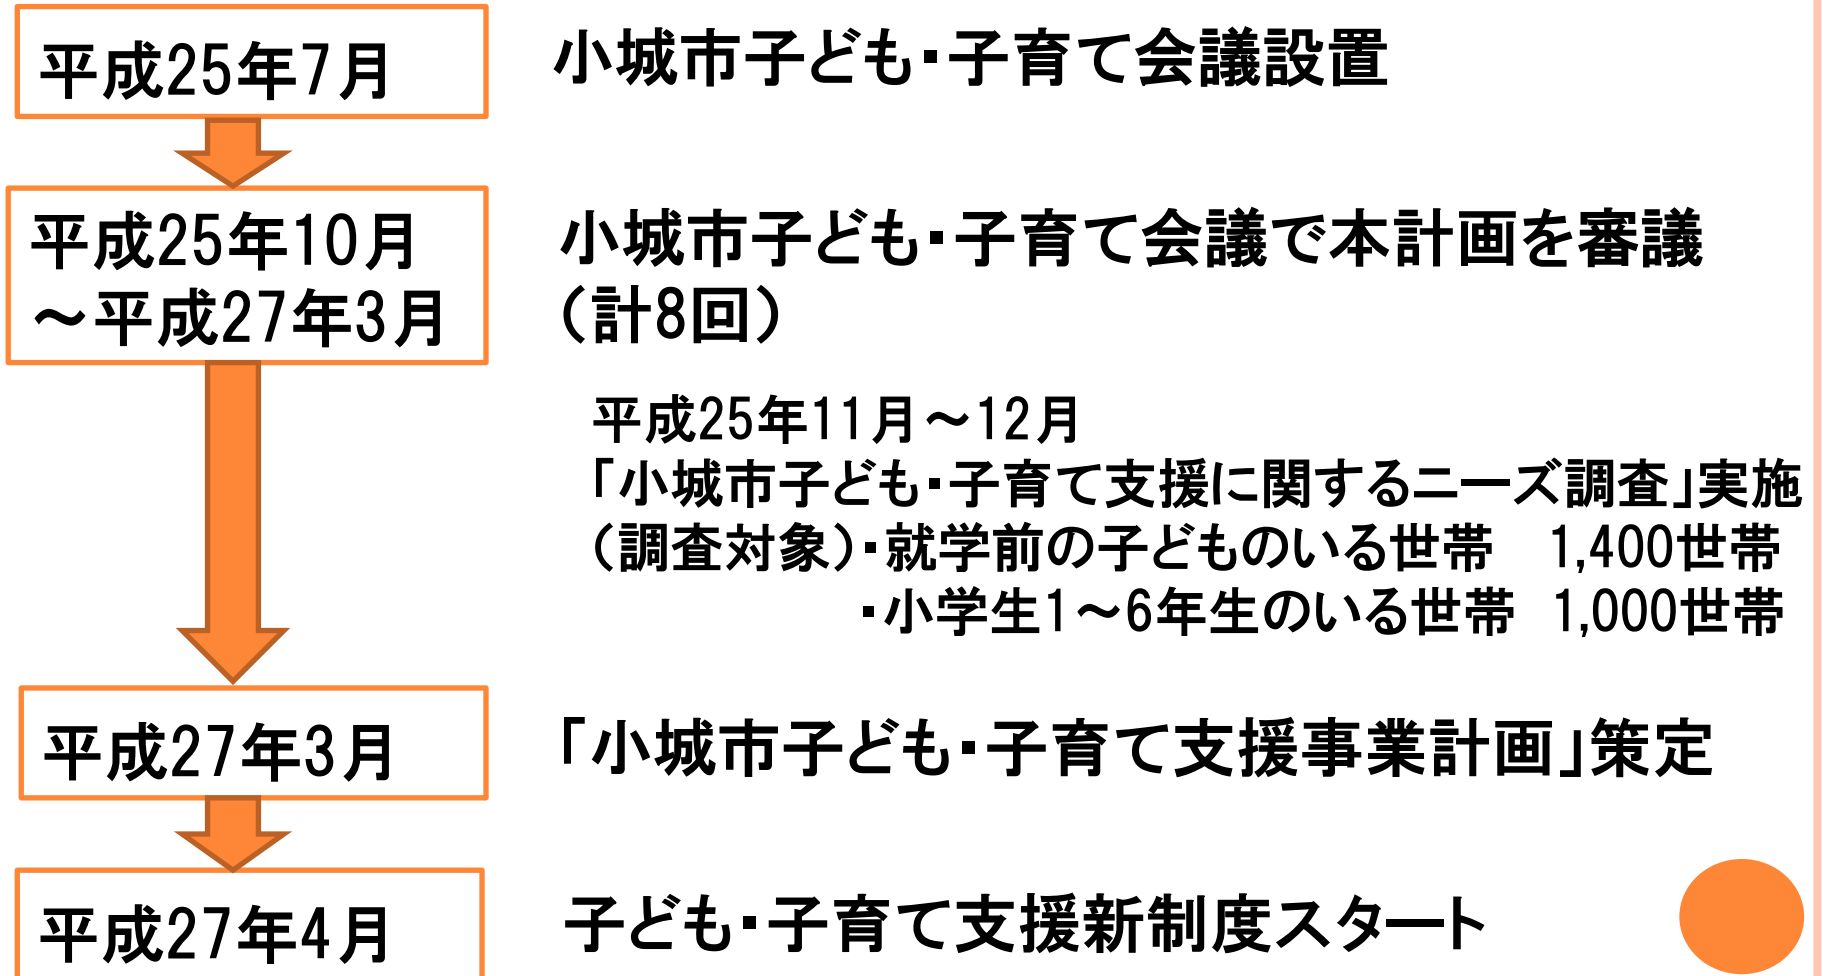 平成25年7月
小城市子ども・子育て会議設置
平成25年10月
～平成27年3月
小城市子ども・子育て会議で本計画を審議
（計8回）
平成25年11月～12月
「小城市子ども・子育て支援に関するニーズ調査」実施
（調査対象）・就学前の子どものいる世帯　1,400世帯
・小学生1～6年生のいる世帯　1,000世帯
平成27年3月
「小城市子ども・子育て支援事業計画」策定
平成27年4月
子ども・子育て支援新制度スタート